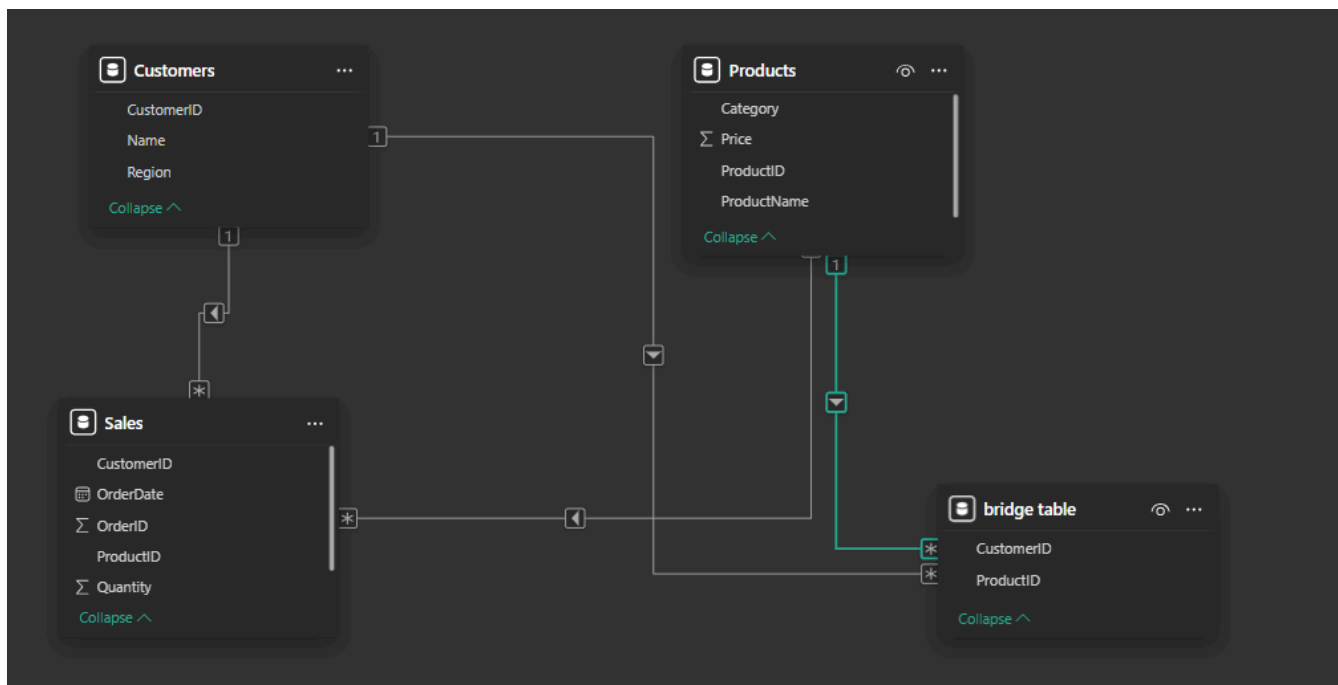 Customers
CustomerID
Name
Region
Collapse
1
1
Products
Category
Price
ProductID
ProductName
Collapse
1
Sales
CustomerID
OrderDate
OrderID
ProductID
Quantity
Collapse
bridge table
CustomerID
ProductID
Collapse